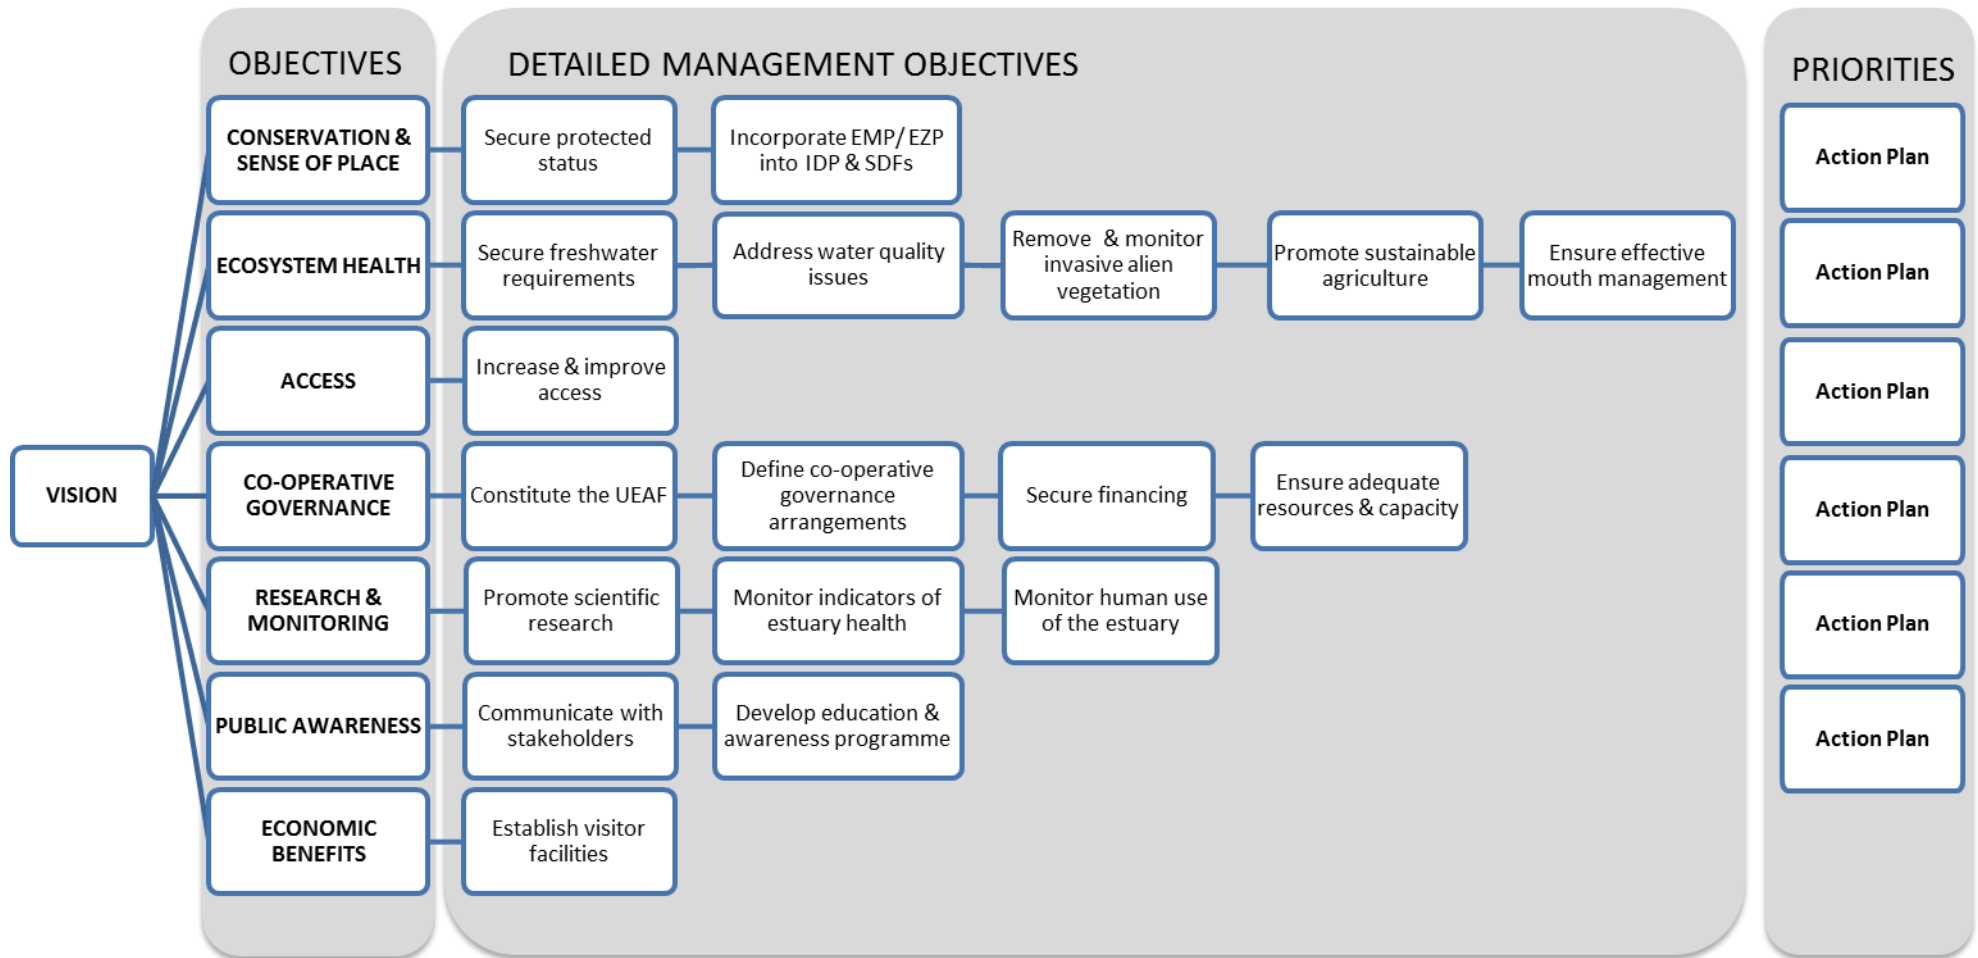 OBJECTIVES
DETAILED MANAGEMENT OBJECTIVES
PRIORITIES
CONSERVATION &
SENSE OF PLACE
Secure protected
status
Incorporate EMP/ EZP
into IDP & SDFs
Action Plan
ECOSYSTEM HEALTH
Secure freshwater
requirements
Address water quality
issues
Remove & monitor
invasive alien
vegetation
Promote sustainable
agriculture
Ensure effective
mouth management
Action Plan
ACCESS
Increase & improve
access
Action Plan
VISION
CO-OPERATIVE
GOVERNANCE
Constitute the UEAF
Define co-operative
governance
arrangements
Secure financing
Ensure adequate
resources & capacity
Action Plan
RESEARCH &
MONITORING
Promote scientific
research
Monitor indicators of
estuary health
Monitor human use
of the estuary
Action Plan
PUBLIC AWARENESS
Communicate with
stakeholders
Develop education &
awareness programme
Action Plan
ECONOMIC
BENEFITS
Establish visitor
facilities